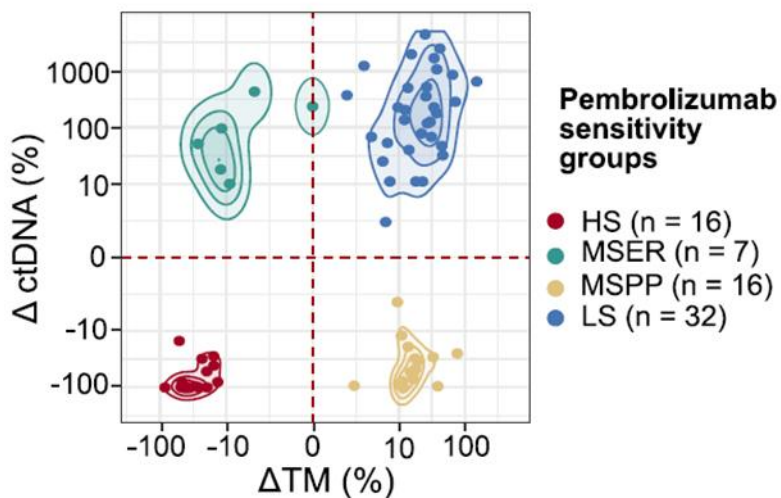 1000
100
10
0
-10
-100
Δ ctDNA (%)
-100 -10 0 10 100
ΔTM (%)
Pembrolizumab
sensitivity
groups
HS (n = 16)
MSER (n = 7)
MSPP (n = 16)
LS (n = 32)